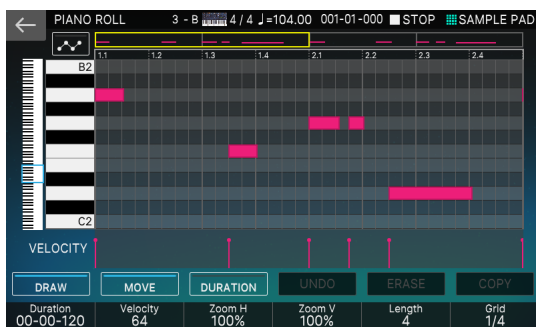 PIANO ROLL 3 - B 4 / 4 ♩=104.00 001-01-000 STOP SAMPLE PAD
1.1 1.2 1.3 1.4 2.1 2.2 2.3 2.4
B2
C2
VELOCITY
DRAW MOVE DURATION UNDO ERASE COPY
Duration Velocity Zoom H Zoom V Length Grid
00-00-120 64 100% 100% 4 1/4